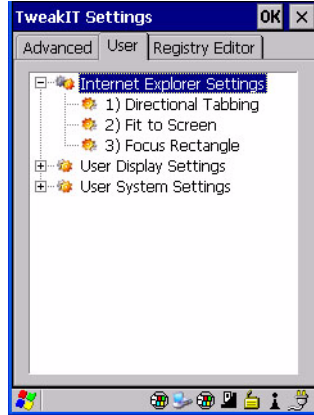 TweakIT Settings OK ×
Advanced User Registry Editor
Internet Explorer Settings
1) Directional Tabbing
2) Fit to Screen
3) Focus Rectangle
User Display Settings
User System Settings